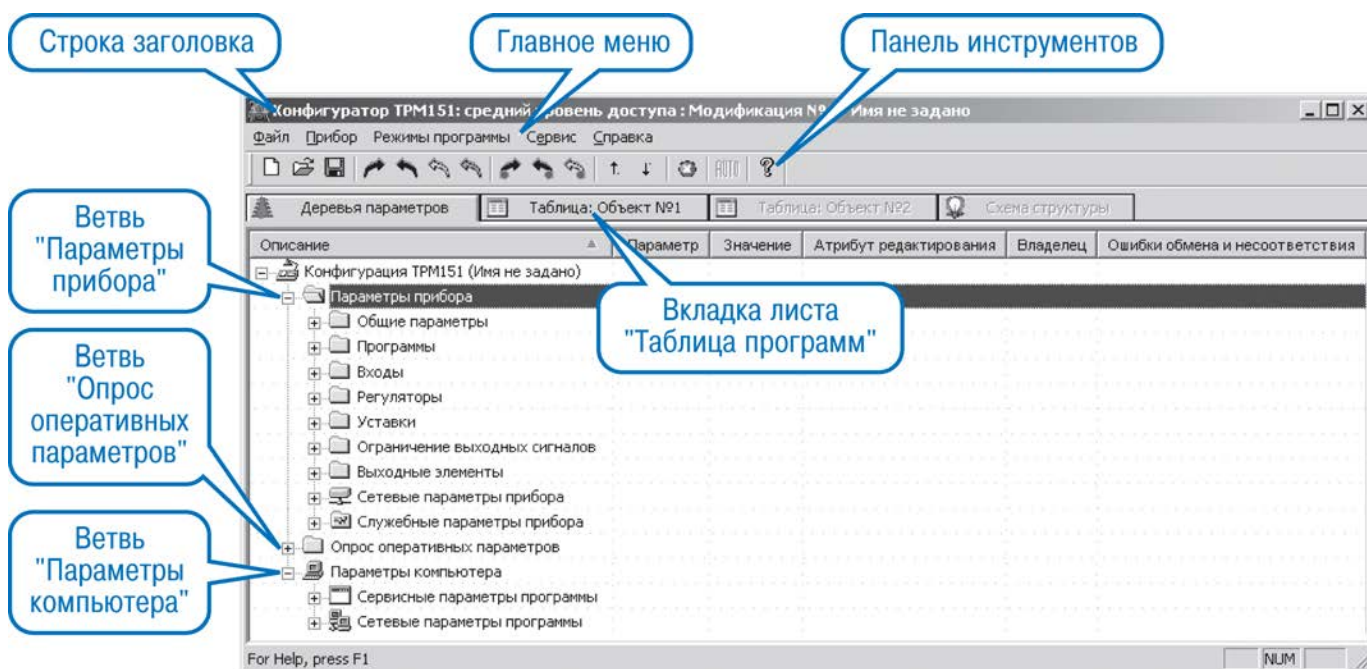 Строка заголовка
Главное меню
Панель инструментов
Конфигуратор ТРМ151: средний уровень доступа : Модификация Имя не задано
Файл Прибор Режимы программы Сервис Справка
AUTO
Деревья параметров Таблица: Объект №1 Таблица: Объект №2 Схема структуры
Описание Параметр Значение Атрибут редактирования Владелец Ошибки обмена и несоответствия
Конфигурация ТРМ151 (Имя не задано)
Параметры прибора
Общие параметры
Программы
Входы
Регуляторы
Уставки
Ограничение выходных сигналов
Выходные элементы
Сетевые параметры прибора
Служебные параметры прибора
Опрос оперативных параметров
Параметры компьютера
Сервисные параметры программы
Сетевые параметры программы
For Help, press F1 NUM
Ветвь
"Параметры
прибора"
Вкладка листа
"Таблица программ"
Ветвь
"Опрос
оперативных
параметров"
Ветвь
"Параметры
компьютера"